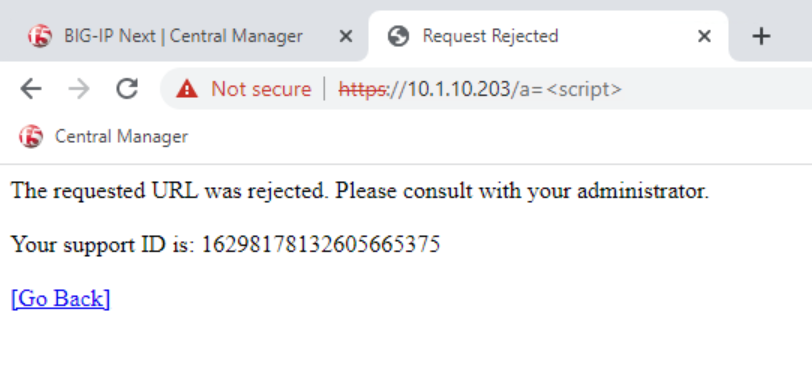 BIG-IP Next | Central Manager
Request Rejected
Not secure | https://10.1.10.203/a=<script>
Central Manager
The requested URL was rejected. Please consult with your administrator.
Your support ID is: 16298178132605665375
[Go Back]